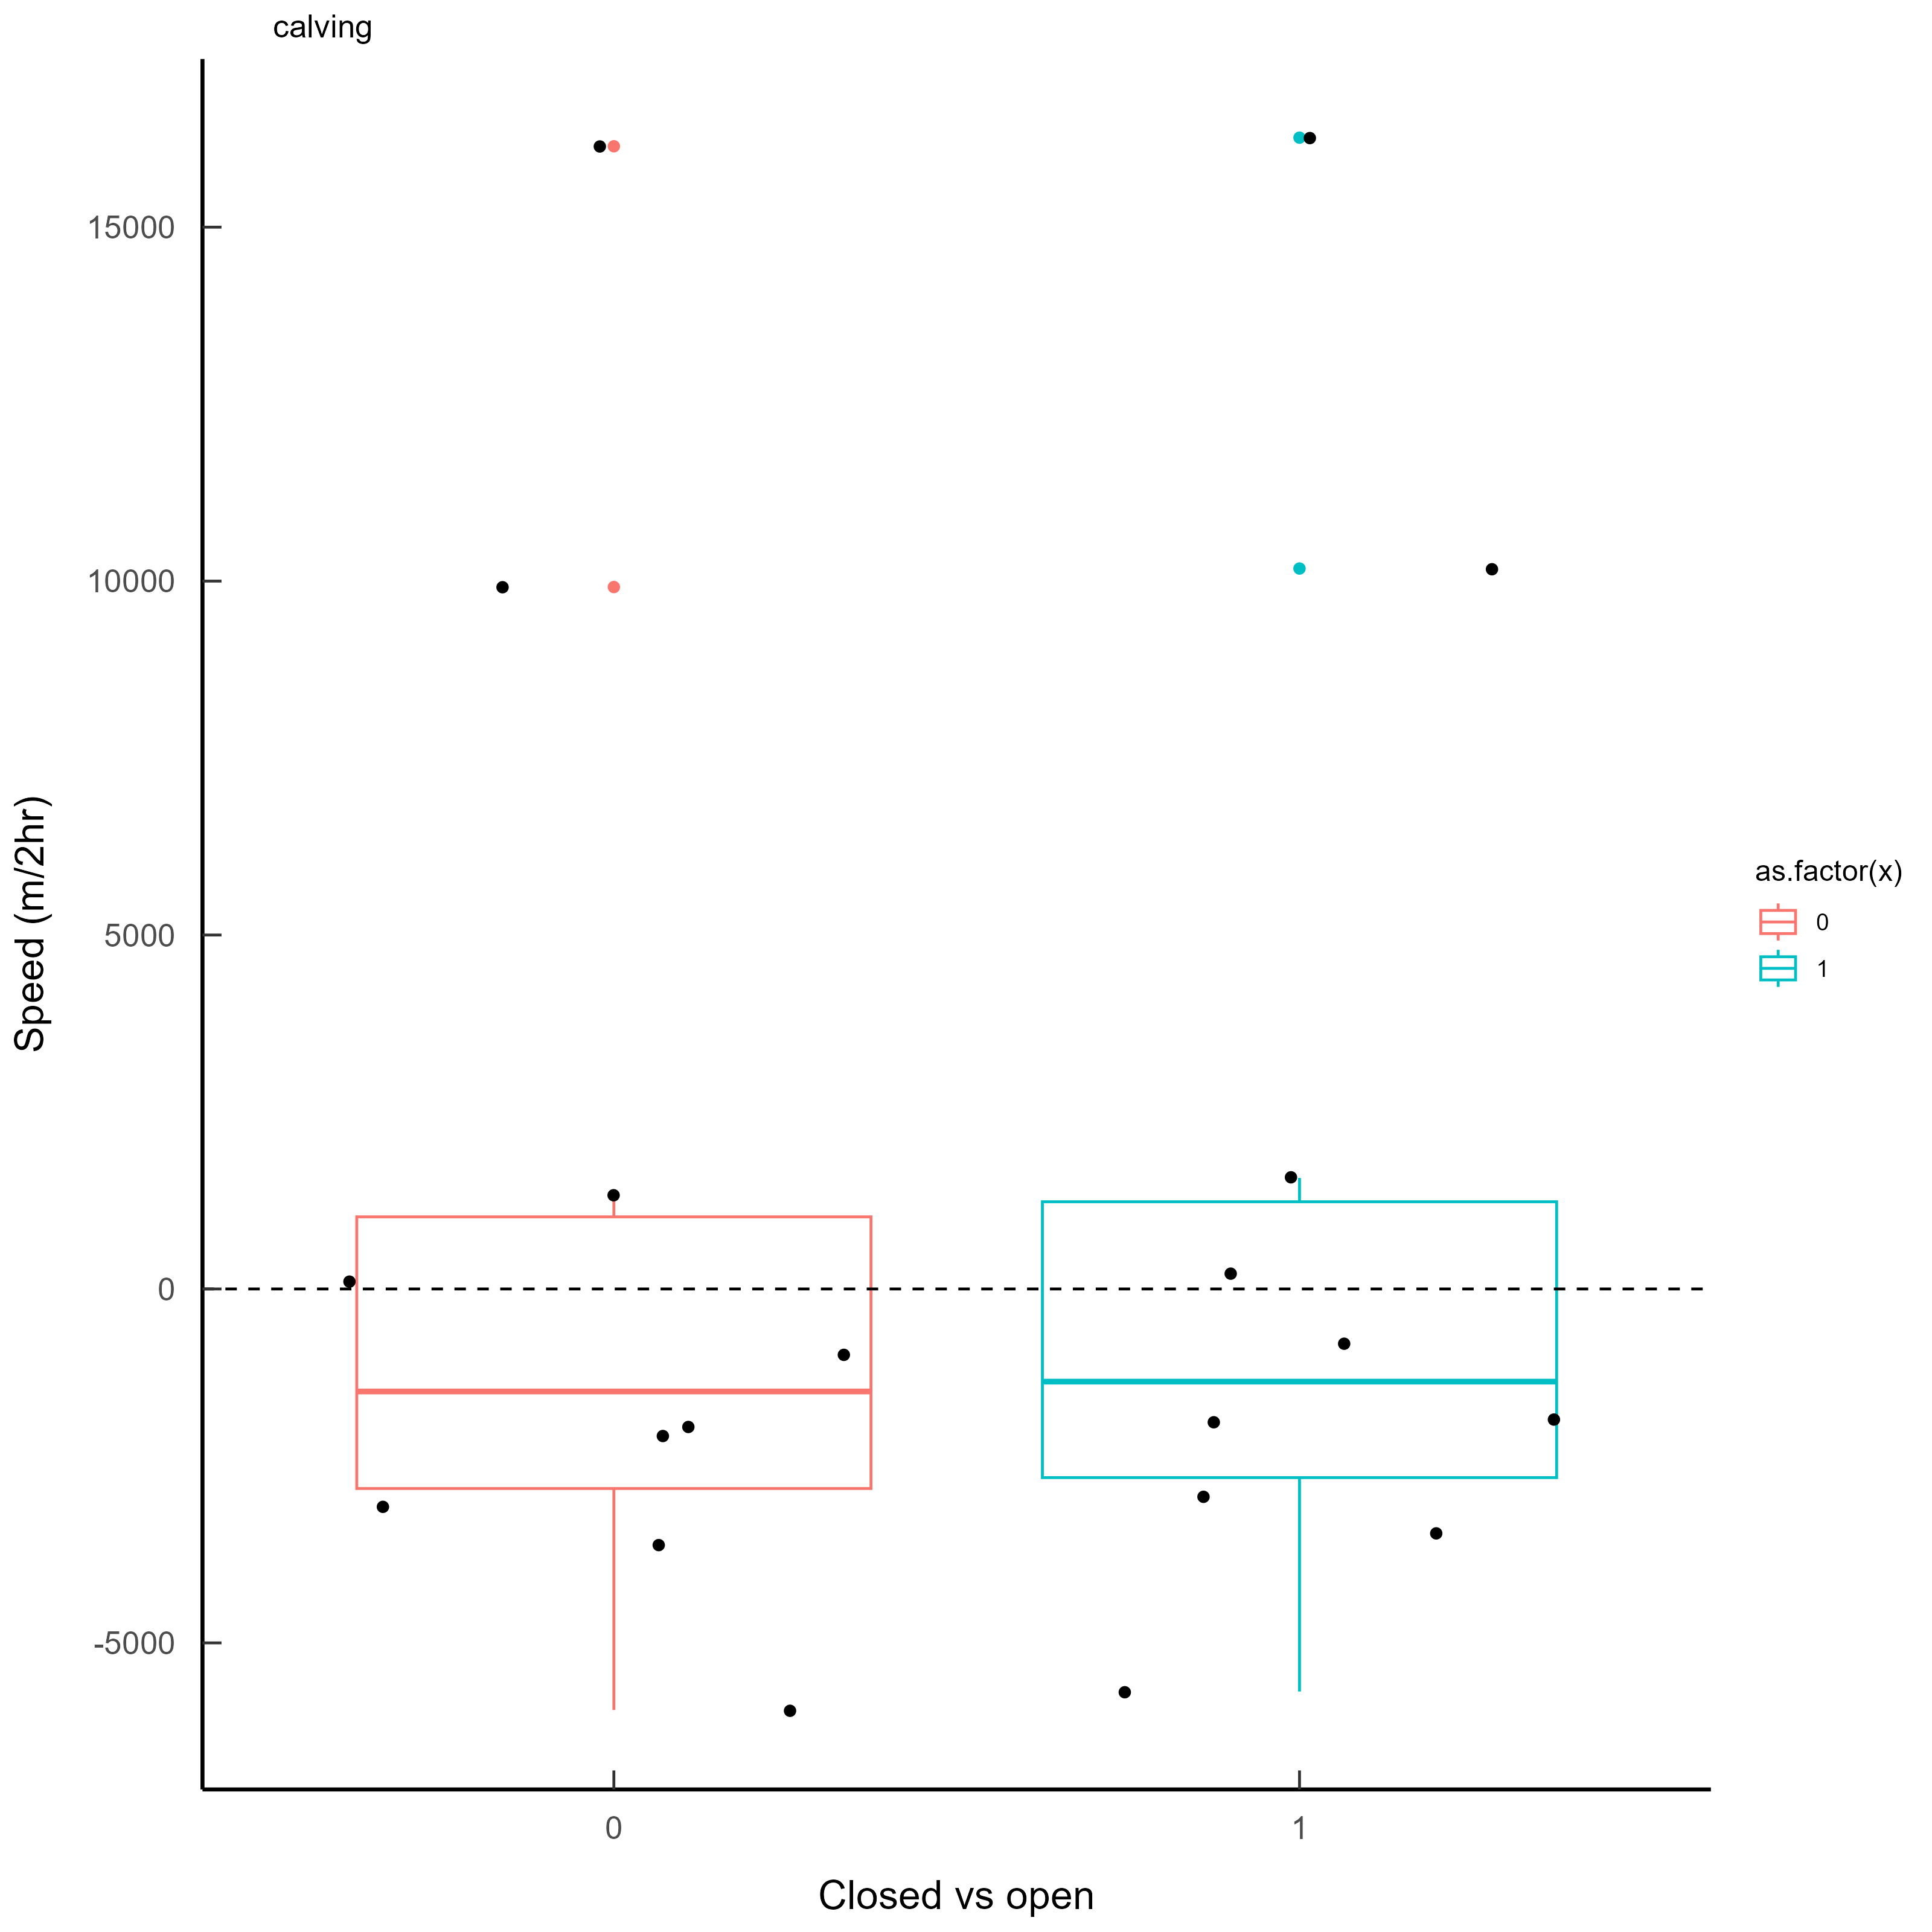 calving
15000
10000
5000
0
-5000
Speed (m/2hr)
0
1
Closed vs open
as.factor(x)
0
1